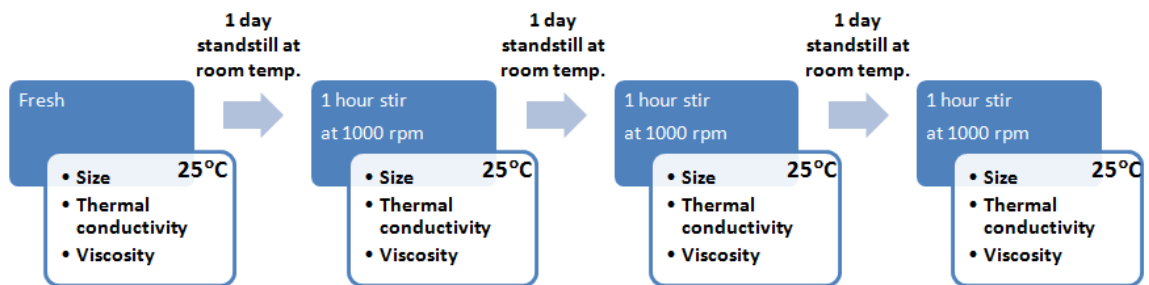 1 day
standstill at
room temp.
1 day
standstill at
room temp.
1 day
standstill at
room temp.
Fresh
25°C
• Size
• Thermal
conductivity
• Viscosity
1 hour stir
at 1000 rpm
25°C
• Size
• Thermal
conductivity
• Viscosity
1 hour stir
at 1000 rpm
25°C
• Size
• Thermal
conductivity
• Viscosity
1 hour stir
at 1000 rpm
25°C
• Size
• Thermal
conductivity
• Viscosity